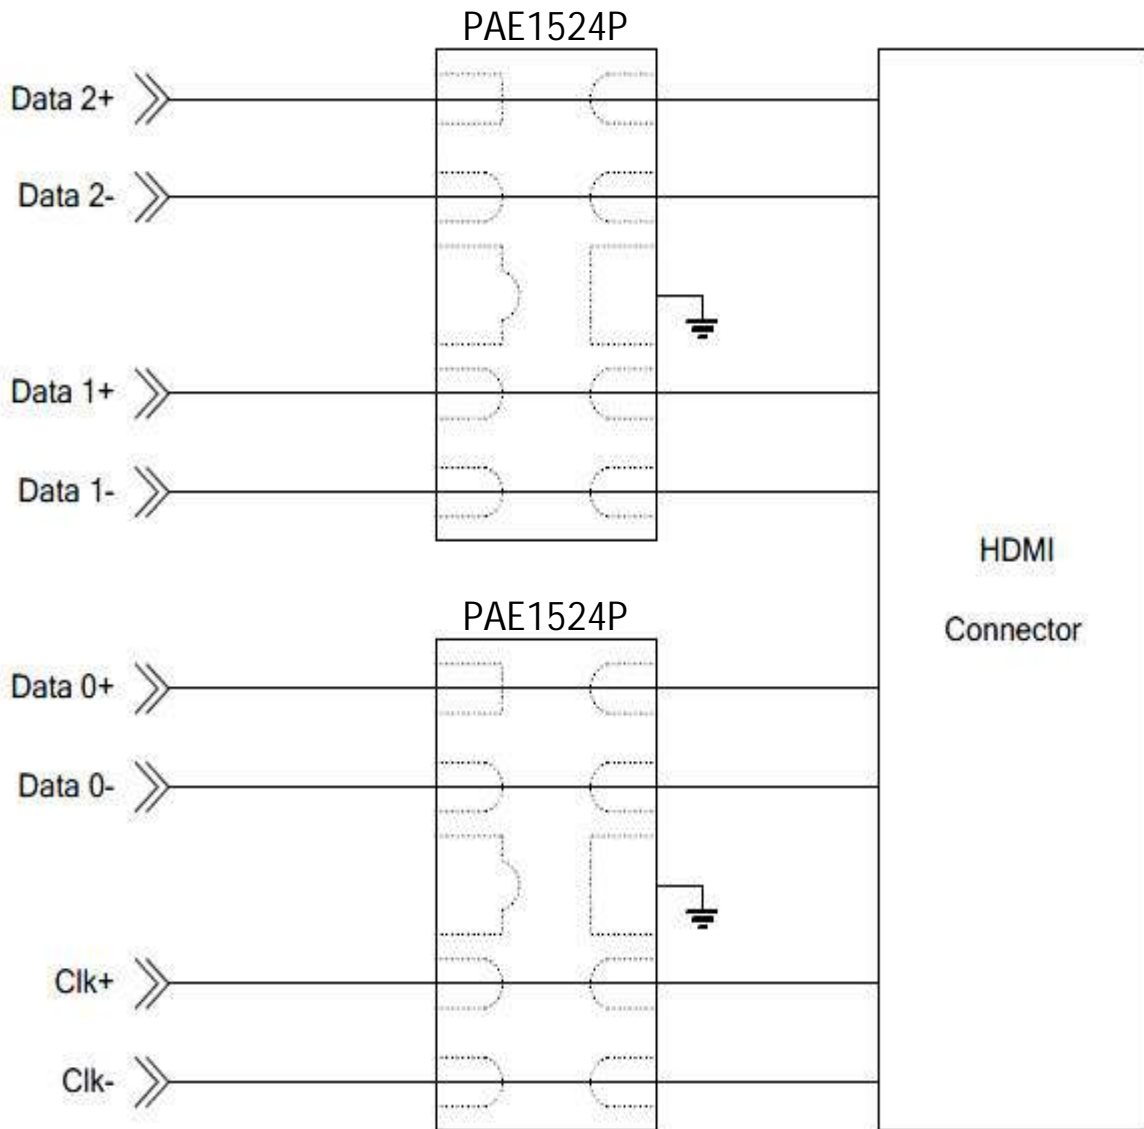 PAE1524P
Data 2+
Data 2-
Data 1+
Data 1-
HDMI
Connector
PAE1524P
Data 0+
Data 0-
Clk+
Clk-